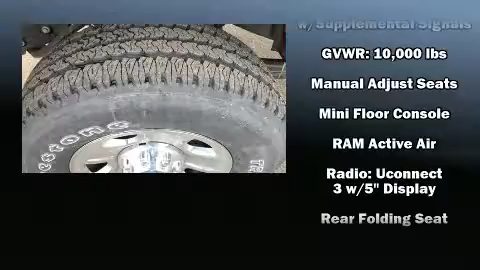 w/Supplemental Signals
GVWR: 10,000 lbs
Manual Adjust Seats
Mini Floor Console
RAM Active Air
Radio: Uconnect
3 w/5" Display
Rear Folding Seat